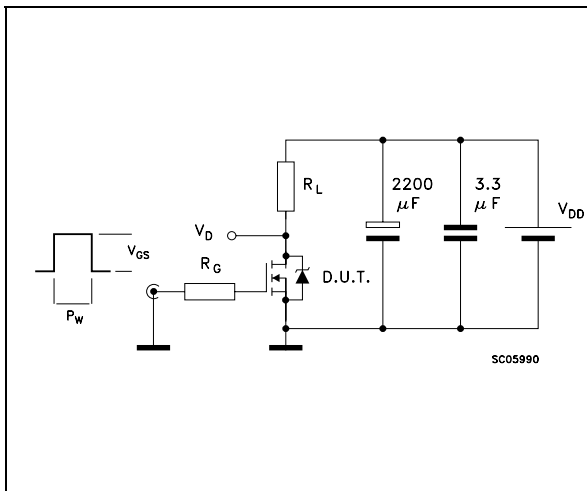 R_L
2200
μF
3.3
μF
V_DD
V_D
V_GS
R_G
D.U.T.
P_W
SC05990